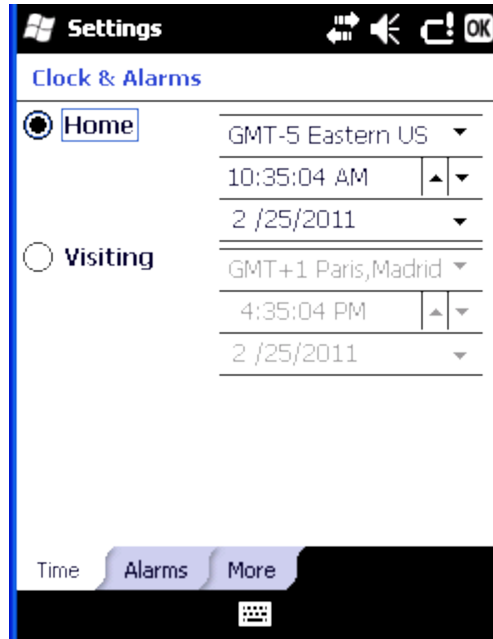 Settings
OK
Clock & Alarms
Home
GMT-5 Eastern US
10:35:04 AM
2 /25/2011
Visiting
GMT+1 Paris,Madrid
4:35:04 PM
2 /25/2011
Time Alarms More